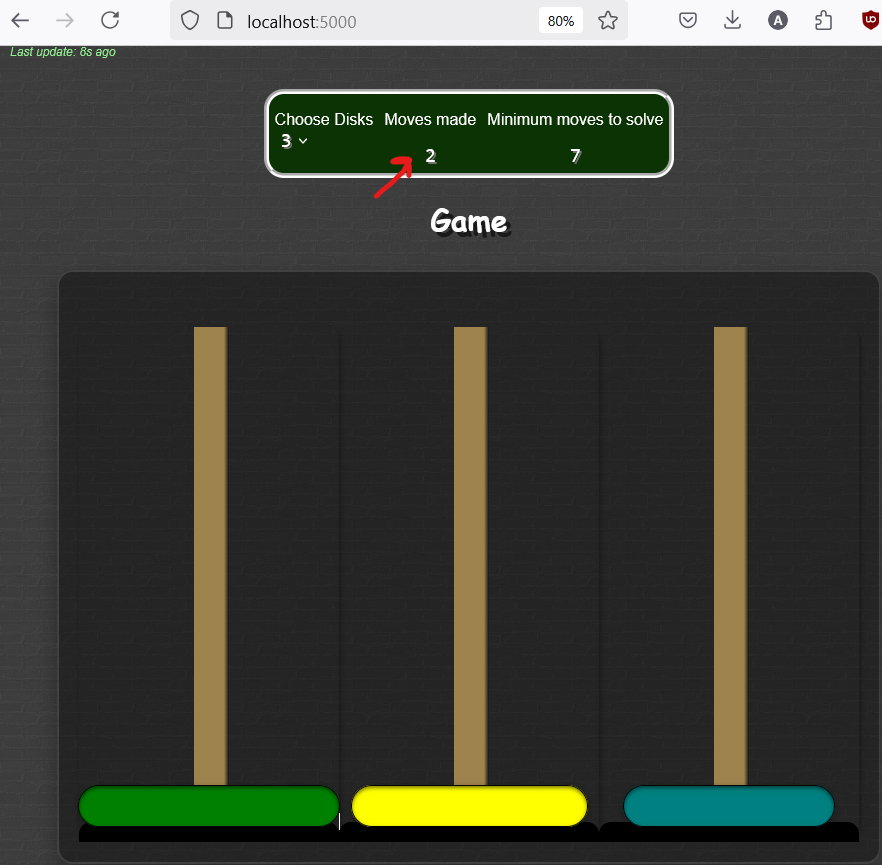 localhost:5000
80%
A
Last update: 8s ago
Choose Disks Moves made Minimum moves to solve
3 2 7
Game